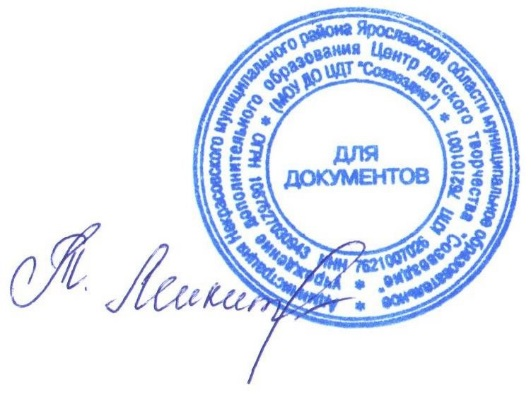 Администрация Некрасовского муниципального района Ярославской области муниципальное образовательное
учреждение дополнительного образования Центр детского творчества "Созвездие"
(МОУ ДО ЦДТ "Созвездие") * ОГРН 1027627030943 ИНН 7621007026 КПП 762101001
ДЛЯ
ДОКУМЕНТОВ